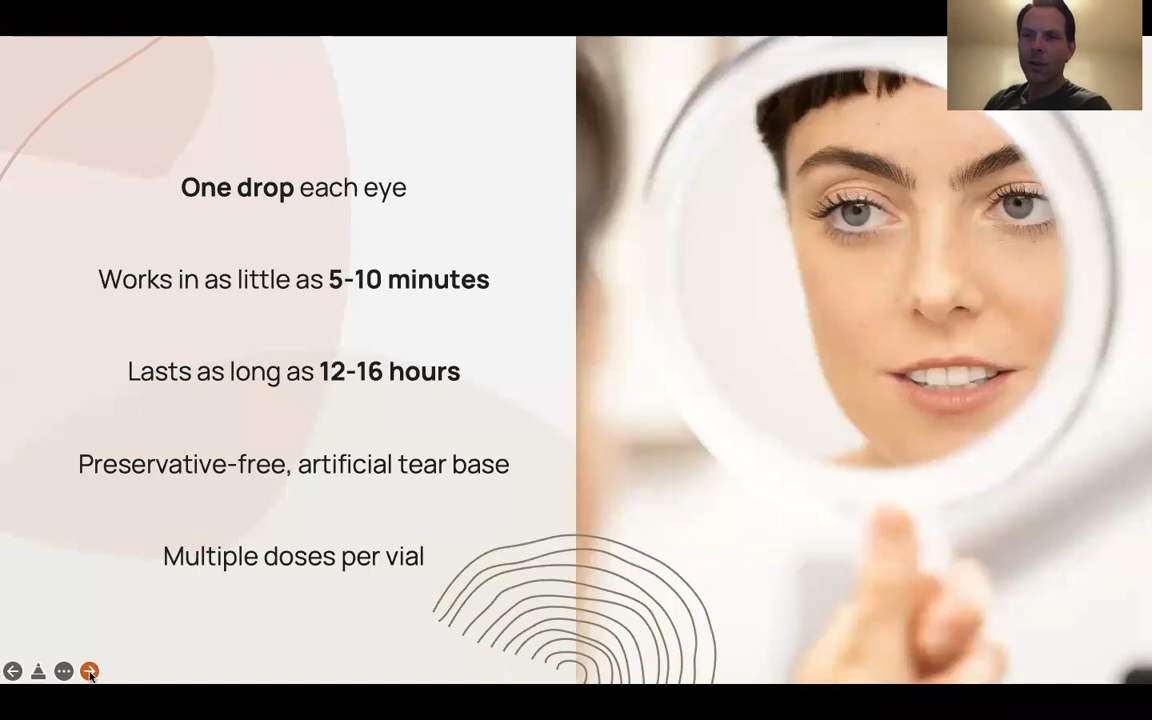 One drop each eye
Works in as little as 5-10 minutes
Lasts as long as 12-16 hours
Preservative-free, artificial tear base
Multiple doses per vial